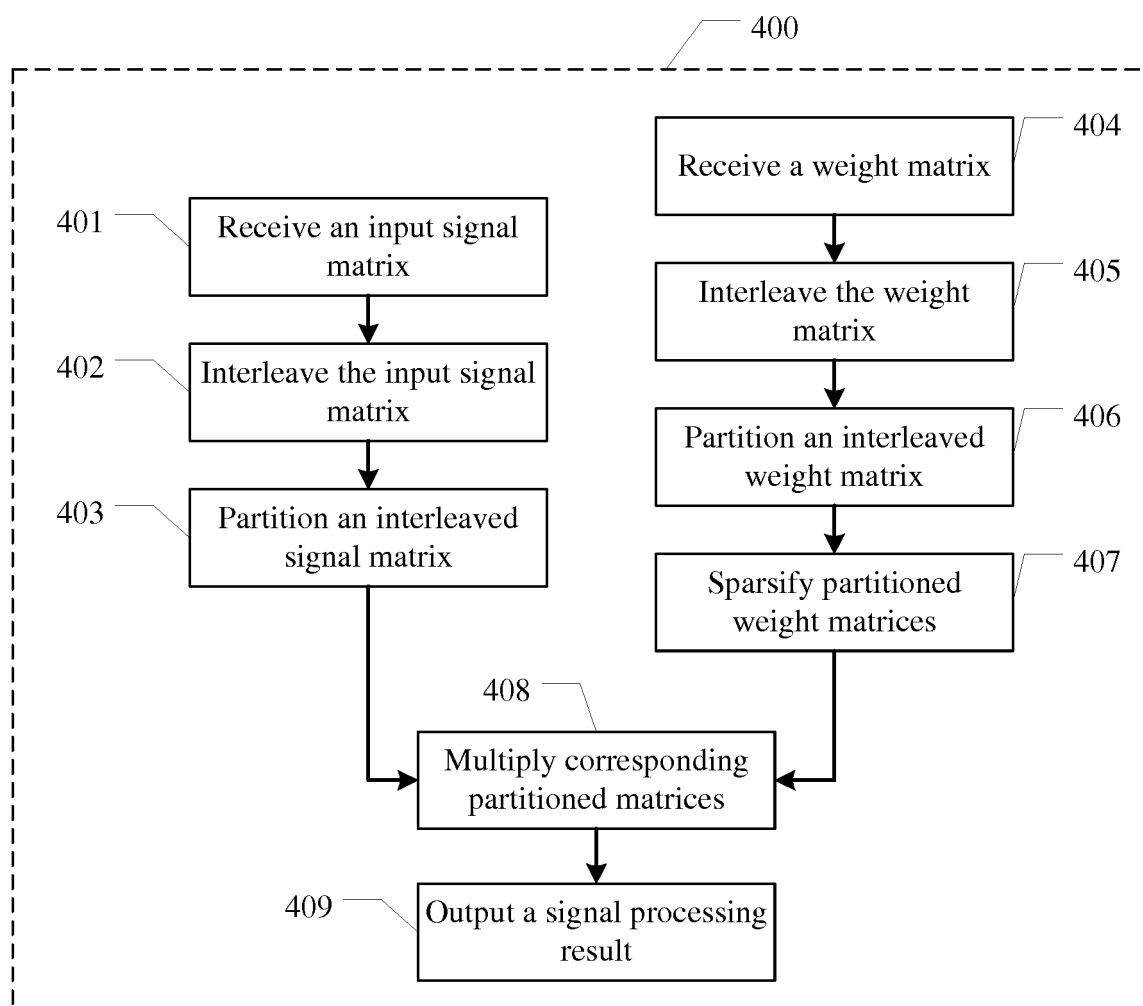 400
401
Receive an input signal
matrix
402
Interleave the input signal
matrix
403
Partition an interleaved
signal matrix
404
Receive a weight matrix
405
Interleave the weight
matrix
406
Partition an interleaved
weight matrix
407
Sparsify partitioned
weight matrices
408
Multiply corresponding
partitioned matrices
409
Output a signal processing
result